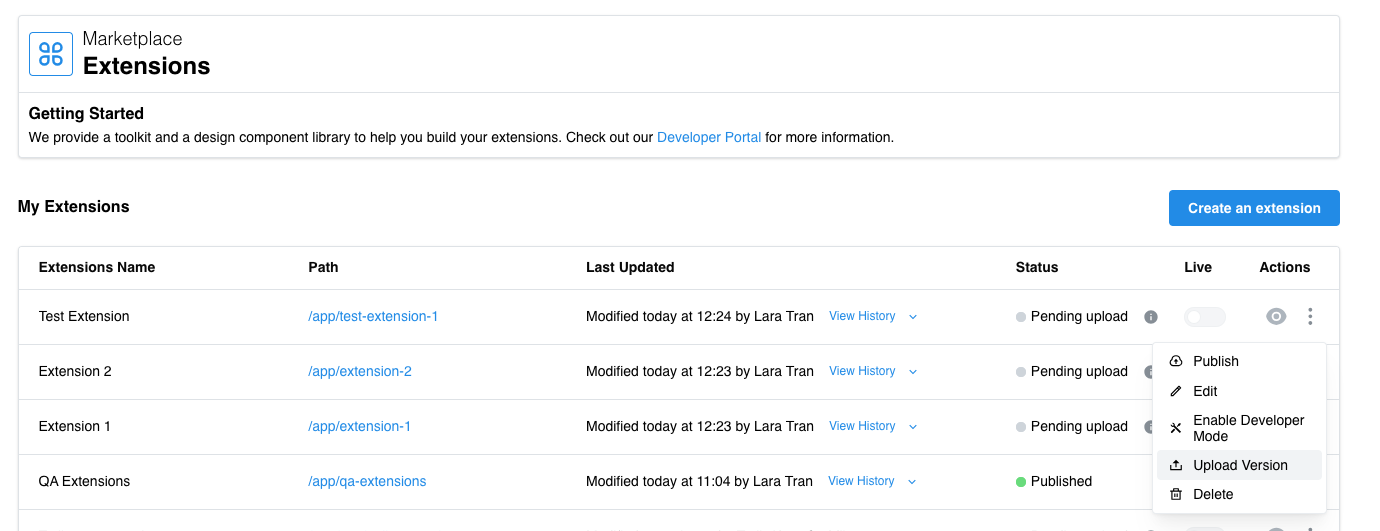 Marketplace
Extensions
Getting Started
We provide a toolkit and a design component library to help you build your extensions. Check out our Developer Portal for more information.
My Extensions
Create an extension
Extensions Name Path Last Updated Status Live Actions
Test Extension /app/test-extension-1 Modified today at 12:24 by Lara Tran View History Pending upload
Extension 2 /app/extension-2 Modified today at 12:23 by Lara Tran View History Pending upload
Extension 1 /app/extension-1 Modified today at 12:23 by Lara Tran View History Pending upload
QA Extensions /app/qa-extensions Modified today at 11:04 by Lara Tran View History Published
Publish
Edit
Enable Developer
Mode
Upload Version
Delete